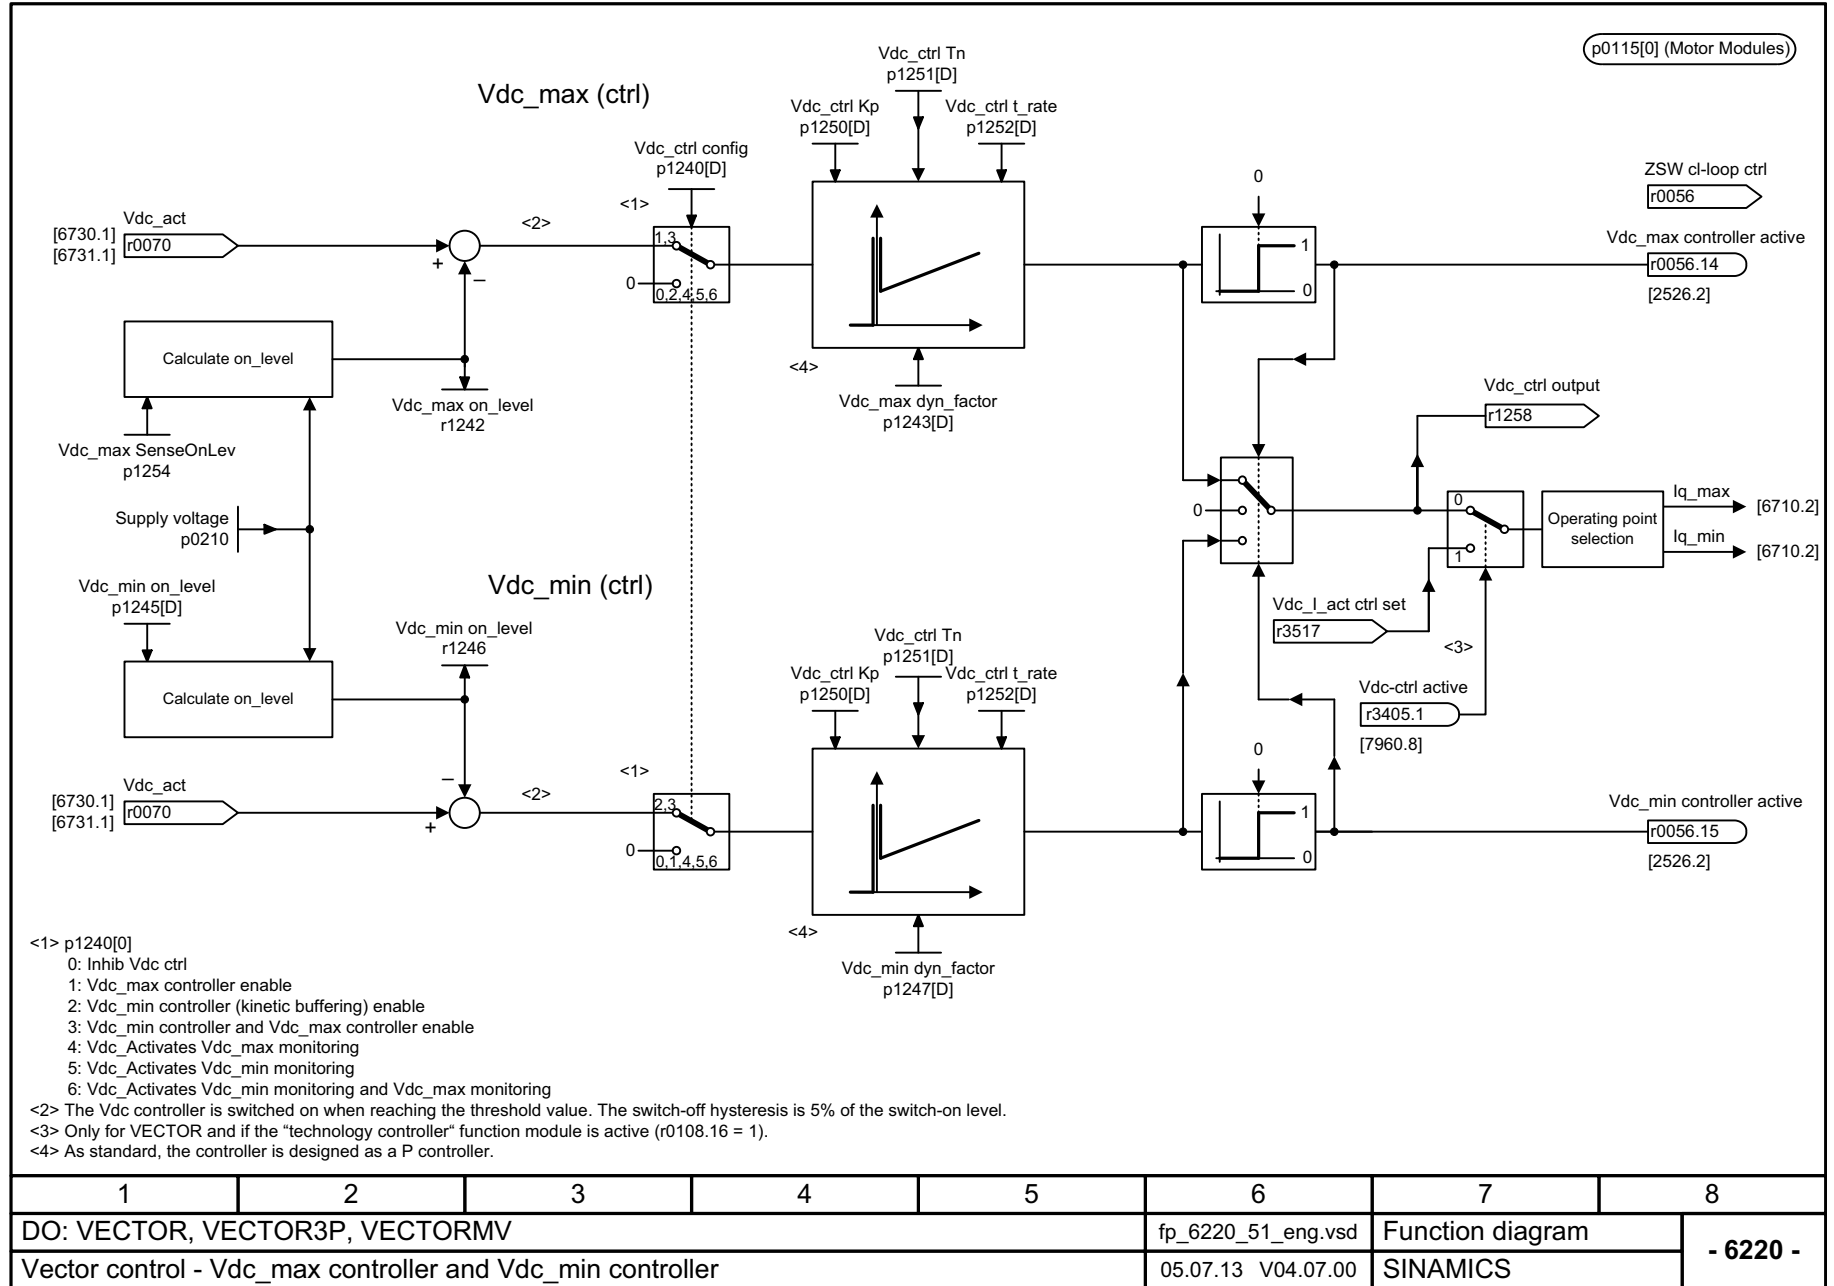 p0115[0] (Motor Modules)
Vdc_max (ctrl)
Vdc_ctrl Tn
p1251[D]
Vdc_ctrl Kp
p1250[D]
Vdc_ctrl t_rate
p1252[D]
Vdc_ctrl config
p1240[D]
<1>
ZSW cl-loop ctrl
r0056
Vdc_act
[6730.1]
[6731.1]
r0070
+
–
<2>
1,3
0
0,2,4,5,6
0
1
0
Vdc_max controller active
r0056.14
[2526.2]
Calculate on_level
Vdc_max on_level
r1242
<4>
Vdc_max dyn_factor
p1243[D]
Vdc_max SenseOnLev
p1254
Vdc_ctrl output
r1258
Supply voltage
p0210
0
0
1
Operating point
selection
Iq_max
[6710.2]
Iq_min
[6710.2]
Vdc_min (ctrl)
Vdc_min on_level
p1245[D]
Vdc_min on_level
r1246
Calculate on_level
Vdc_I_act ctrl set
r3517
<3>
Vdc-ctrl active
r3405.1
[7960.8]
Vdc_ctrl Tn
p1251[D]
Vdc_ctrl Kp
p1250[D]
Vdc_ctrl t_rate
p1252[D]
Vdc_act
[6730.1]
[6731.1]
r0070
+
–
<2>
<1>
2,3
0
0,1,4,5,6
0
1
0
Vdc_min controller active
r0056.15
[2526.2]
<4>
Vdc_min dyn_factor
p1247[D]
<1> p1240[0]
0: Inhib Vdc ctrl
1: Vdc_max controller enable
2: Vdc_min controller (kinetic buffering) enable
3: Vdc_min controller and Vdc_max controller enable
4: Vdc_Activates Vdc_max monitoring
5: Vdc_Activates Vdc_min monitoring
6: Vdc_Activates Vdc_min monitoring and Vdc_max monitoring
<2> The Vdc controller is switched on when reaching the threshold value. The switch-off hysteresis is 5% of the switch-on level.
<3> Only for VECTOR and if the “technology controller“ function module is active (r0108.16 = 1).
<4> As standard, the controller is designed as a P controller.
1 2 3 4 5 6 7 8
DO: VECTOR, VECTOR3P, VECTORMV
fp_6220_51_eng.vsd
Function diagram
- 6220 -
Vector control - Vdc_max controller and Vdc_min controller
05.07.13 V04.07.00
SINAMICS